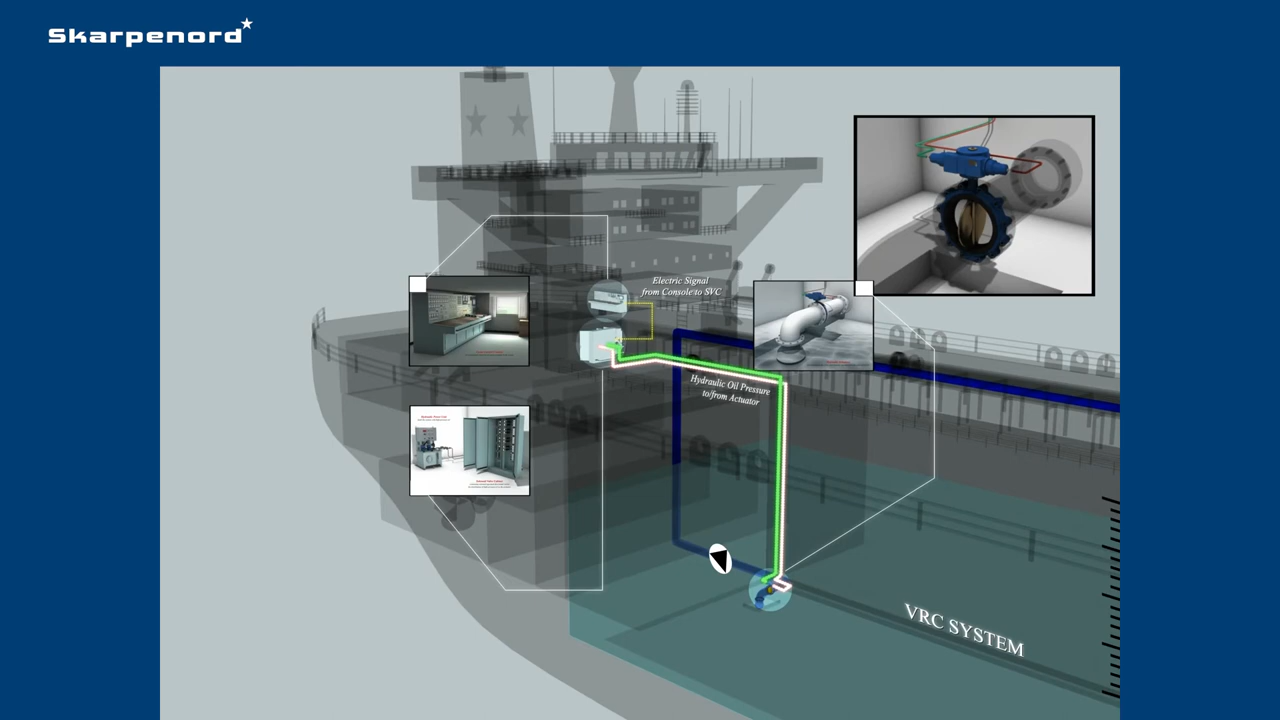 Skarpenord
Electric Signal
from Console to SVC
Hydraulic Oil Pressure
to/from Actuator
VRC SYSTEM